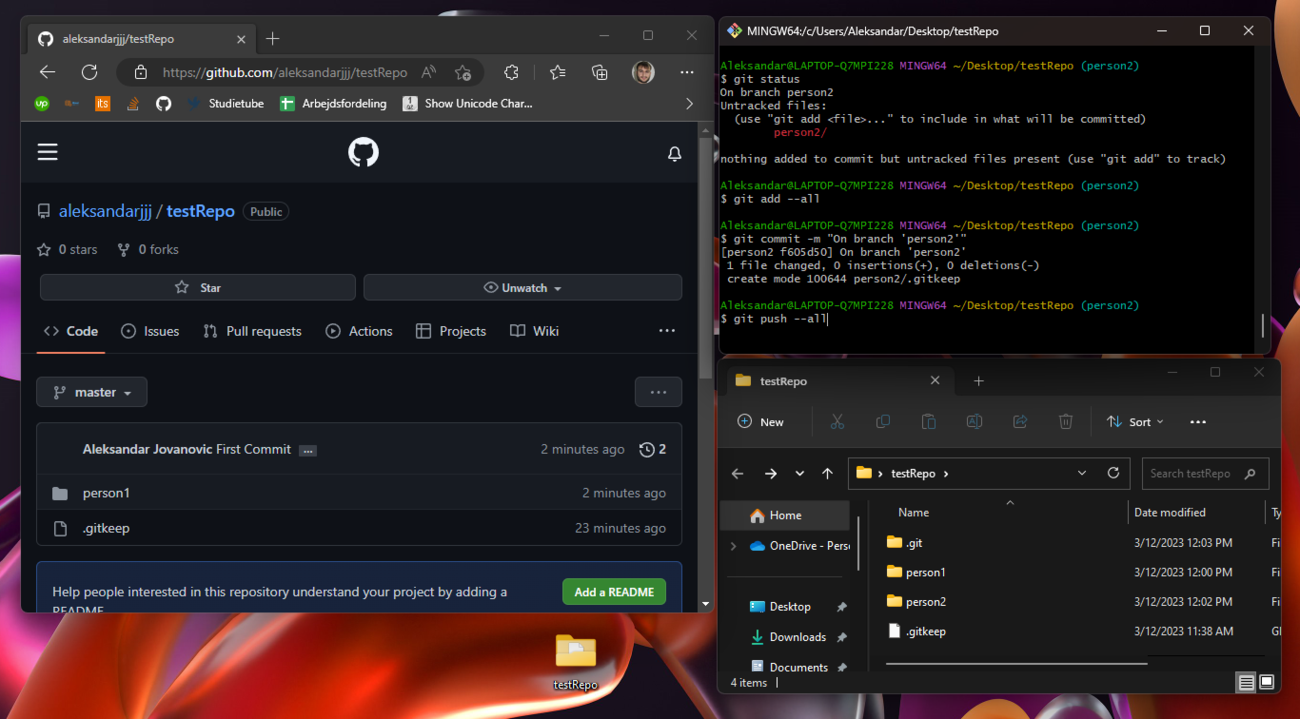 aleksandarjjj/testRepo
https://github.com/aleksandarjjj/testRepo
up
its
Studietube
Arbejdsfordeling
Show Unicode Char...
aleksandarjjj / testRepo Public
0 stars 0 forks
Star Unwatch
Code Issues Pull requests Actions Projects Wiki ...
master ...
Aleksandar Jovanovic First Commit ... 2 minutes ago 2
person1 2 minutes ago
.gitkeep 23 minutes ago
Help people interested in this repository understand your project by adding a
README.
Add a README
testRepo
MINGW64:/c/Users/Aleksandar/Desktop/testRepo
Aleksandar@LAPTOP-Q7MPI228 MINGW64 ~/Desktop/testRepo (person2)
$ git status
On branch person2
Untracked files:
(use "git add <file>..." to include in what will be committed)
person2/
nothing added to commit but untracked files present (use "git add" to track)
Aleksandar@LAPTOP-Q7MPI228 MINGW64 ~/Desktop/testRepo (person2)
$ git add --all
Aleksandar@LAPTOP-Q7MPI228 MINGW64 ~/Desktop/testRepo (person2)
$ git commit -m "On branch 'person2'"
[person2 f605d50] On branch 'person2'
1 file changed, 0 insertions(+), 0 deletions(-)
create mode 100644 person2/.gitkeep
Aleksandar@LAPTOP-Q7MPI228 MINGW64 ~/Desktop/testRepo (person2)
$ git push --all
testRepo
New Sort ...
testRepo Search testRepo
Home
OneDrive - Perso
Desktop
Downloads
Documents
Name Date modified Ty
.git 3/12/2023 12:03 PM Fi
person1 3/12/2023 12:00 PM Fi
person2 3/12/2023 12:02 PM Fi
.gitkeep 3/12/2023 11:38 AM GI
4 items